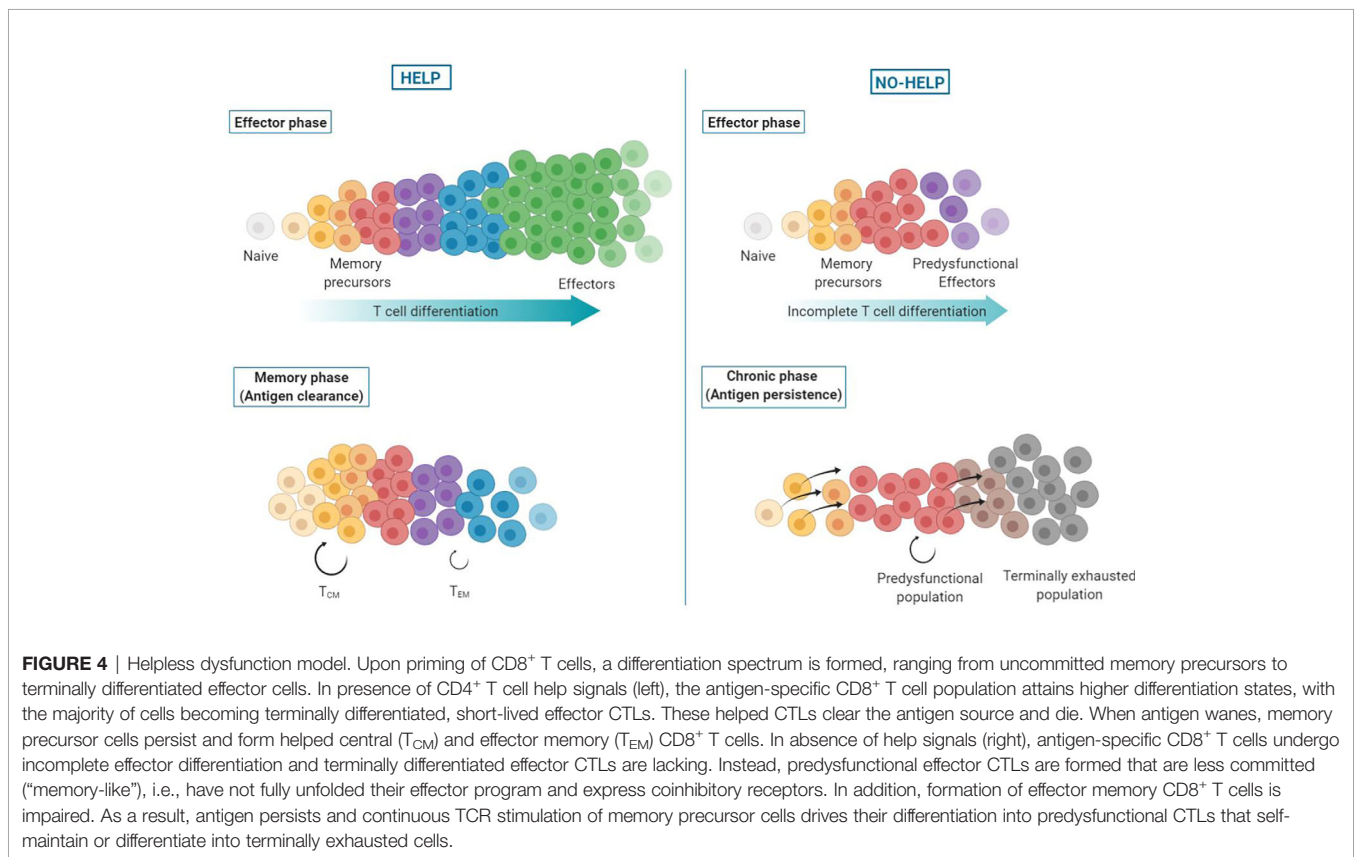 HELP
Effector phase
Naive
Memory
precursors
Effectors
T cell differentiation
Memory phase
(Antigen clearance)
T_CM
T_EM
NO-HELP
Effector phase
Naive
Memory
precursors
Predysfunctional
Effectors
Incomplete T cell differentiation
Chronic phase
(Antigen persistence)
Predysfunctional
population
Terminally exhausted
population
FIGURE 4 | Helpless dysfunction model. Upon priming of CD8⁺ T cells, a differentiation spectrum is formed, ranging from uncommitted memory precursors to
terminally differentiated effector cells. In presence of CD4⁺ T cell help signals (left), the antigen-specific CD8⁺ T cell population attains higher differentiation states, with
the majority of cells becoming terminally differentiated, short-lived effector CTLs. These helped CTLs clear the antigen source and die. When antigen wanes, memory
precursor cells persist and form helped central (T_CM) and effector memory (T_EM) CD8⁺ T cells. In absence of help signals (right), antigen-specific CD8⁺ T cells undergo
incomplete effector differentiation and terminally differentiated effector CTLs are lacking. Instead, predysfunctional effector CTLs are formed that are less committed
(“memory-like”), i.e., have not fully unfolded their effector program and express coinhibitory receptors. In addition, formation of effector memory CD8⁺ T cells is
impaired. As a result, antigen persists and continuous TCR stimulation of memory precursor cells drives their differentiation into predysfunctional CTLs that self-
maintain or differentiate into terminally exhausted cells.